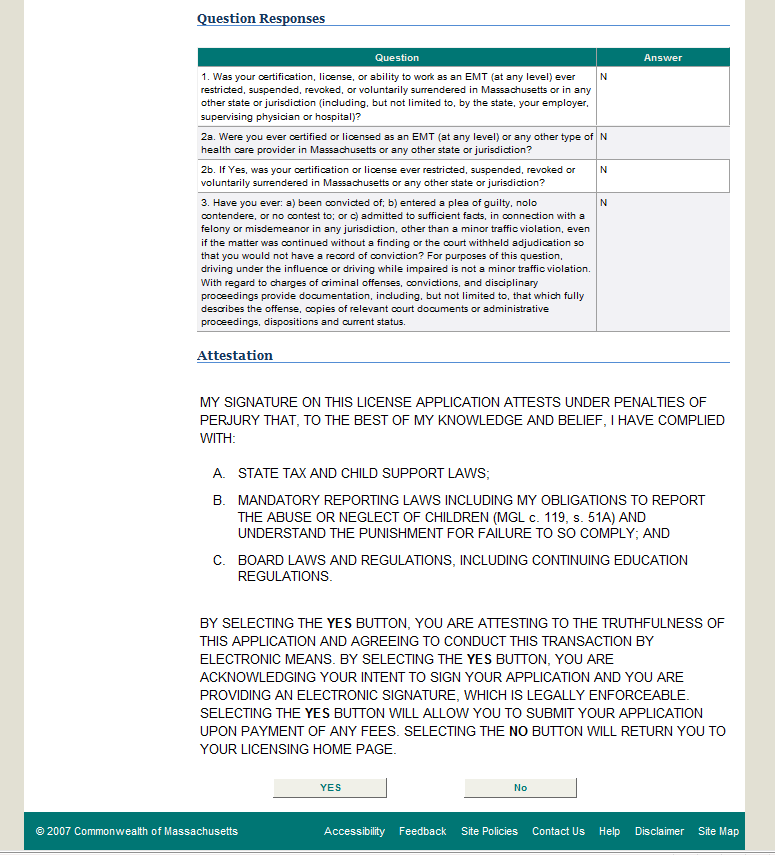 Question Responses
Question Answer
1. Was your certification, license, or ability to work as an EMT (at any level) ever N
restricted, suspended, revoked, or voluntarily surrendered in Massachusetts or in any
other state or jurisdiction (including, but not limited to, by the state, your employer,
supervising physician or hospital)?
2a. Were you ever certified or licensed as an EMT (at any level) or any other type of N
health care provider in Massachusetts or any other state or jurisdiction?
2b. If Yes, was your certification or license ever restricted, suspended, revoked or N
voluntarily surrendered in Massachusetts or any other state or jurisdiction?
3. Have you ever: a) been convicted of; b) entered a plea of guilty, nolo N
contendere, or no contest to; or c) admitted to sufficient facts, in connection with a
felony or misdemeanor in any jurisdiction, other than a minor traffic violation, even
if the matter was continued without a finding or the court withheld adjudication so
that you would not have a record of conviction? For purposes of this question,
driving under the influence or driving while impaired is not a minor traffic violation.
With regard to charges of criminal offenses, convictions, and disciplinary
proceedings provide documentation, including, but not limited to, that which fully
describes the offense, copies of relevant court documents or administrative
proceedings, dispositions and current status.
Attestation
MY SIGNATURE ON THIS LICENSE APPLICATION ATTESTS UNDER PENALTIES OF
PERJURY THAT, TO THE BEST OF MY KNOWLEDGE AND BELIEF, I HAVE COMPLIED
WITH:
A. STATE TAX AND CHILD SUPPORT LAWS;
B. MANDATORY REPORTING LAWS INCLUDING MY OBLIGATIONS TO REPORT
THE ABUSE OR NEGLECT OF CHILDREN (MGL c. 119, s. 51A) AND
UNDERSTAND THE PUNISHMENT FOR FAILURE TO SO COMPLY; AND
C. BOARD LAWS AND REGULATIONS, INCLUDING CONTINUING EDUCATION
REGULATIONS.
BY SELECTING THE YES BUTTON, YOU ARE ATTESTING TO THE TRUTHFULNESS OF
THIS APPLICATION AND AGREEING TO CONDUCT THIS TRANSACTION BY
ELECTRONIC MEANS. BY SELECTING THE YES BUTTON, YOU ARE
ACKNOWLEDGING YOUR INTENT TO SIGN YOUR APPLICATION AND YOU ARE
PROVIDING AN ELECTRONIC SIGNATURE, WHICH IS LEGALLY ENFORCEABLE.
SELECTING THE YES BUTTON WILL ALLOW YOU TO SUBMIT YOUR APPLICATION
UPON PAYMENT OF ANY FEES. SELECTING THE NO BUTTON WILL RETURN YOU TO
YOUR LICENSING HOME PAGE.
YES No
© 2007 Commonwealth of Massachusetts Accessibility Feedback Site Policies Contact Us Help Disclaimer Site Map